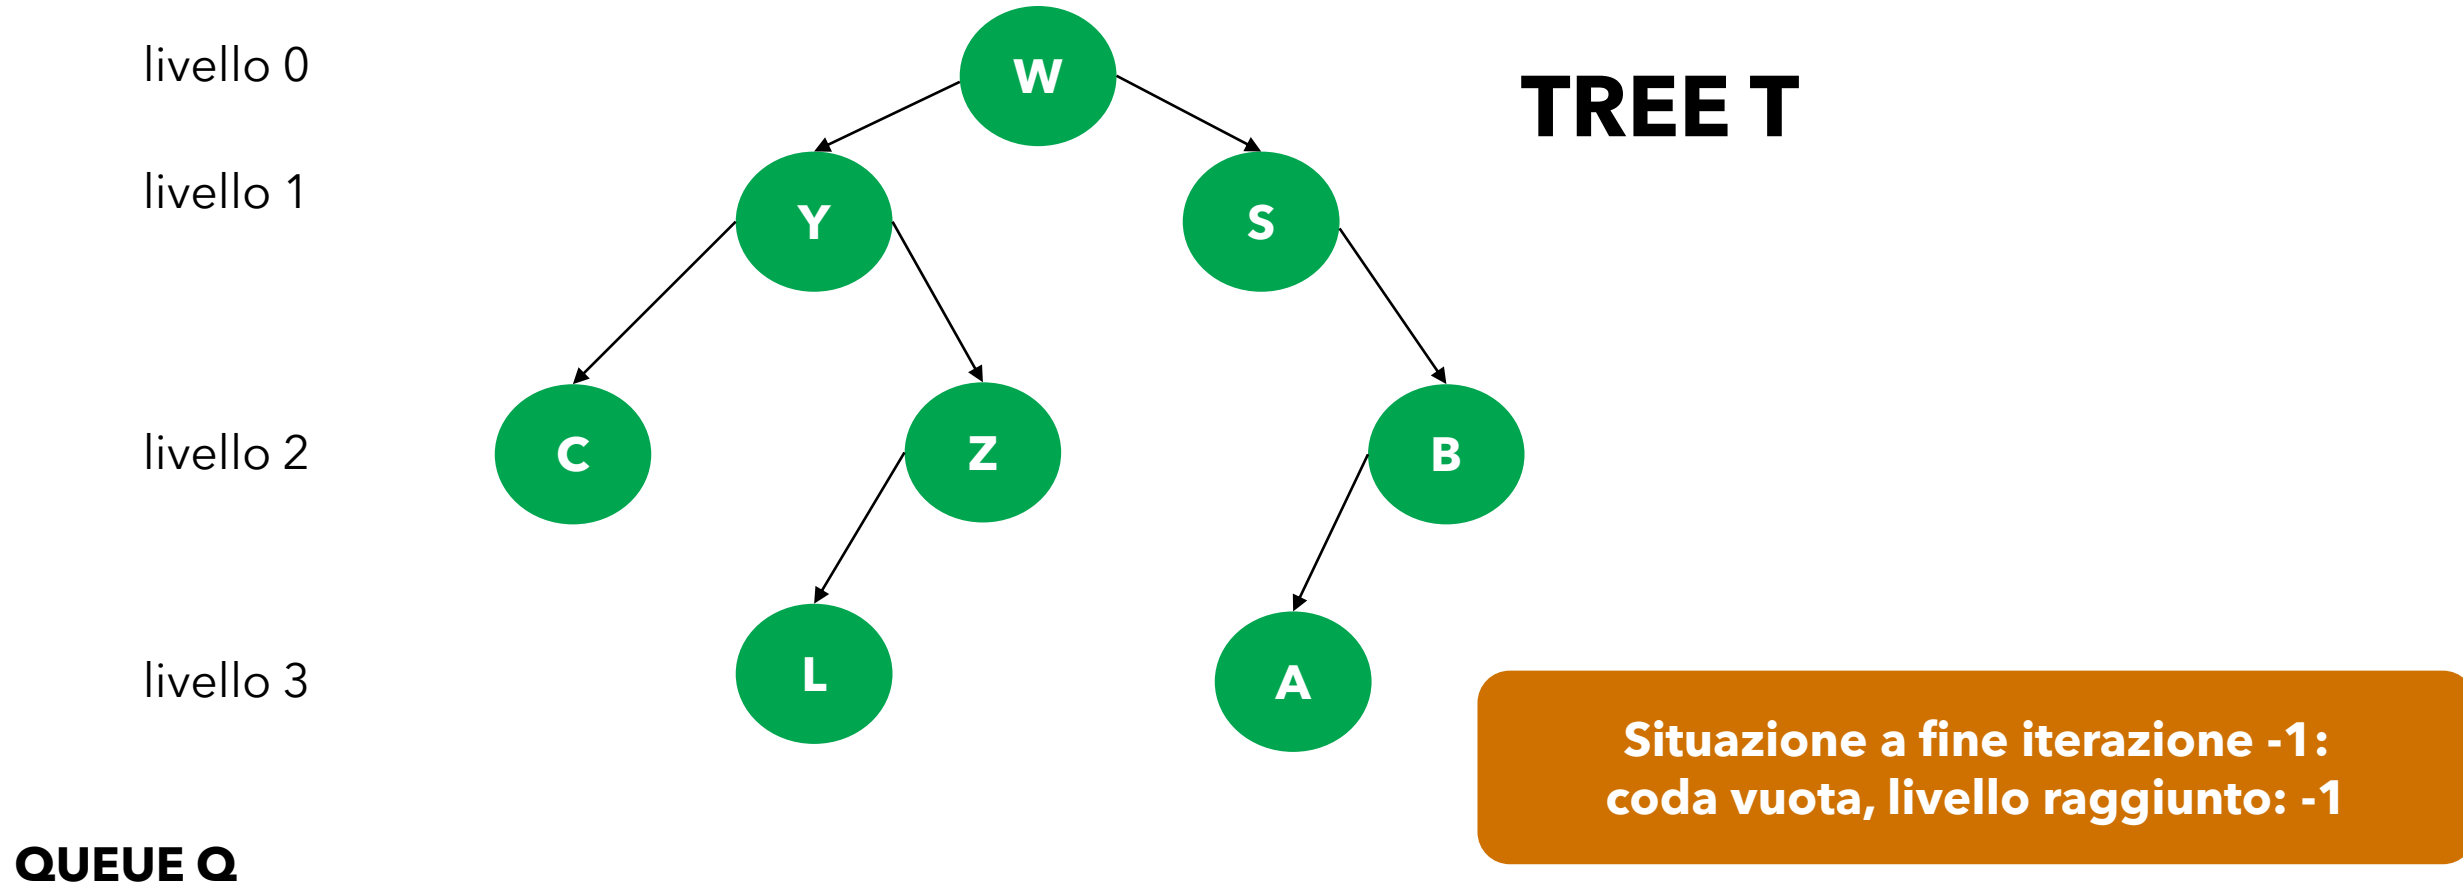 livello 0
W
TREE T
livello 1
Y
S
livello 2
C
Z
B
livello 3
L
A
Situazione a fine iterazione -1:
coda vuota, livello raggiunto: -1
QUEUE Q